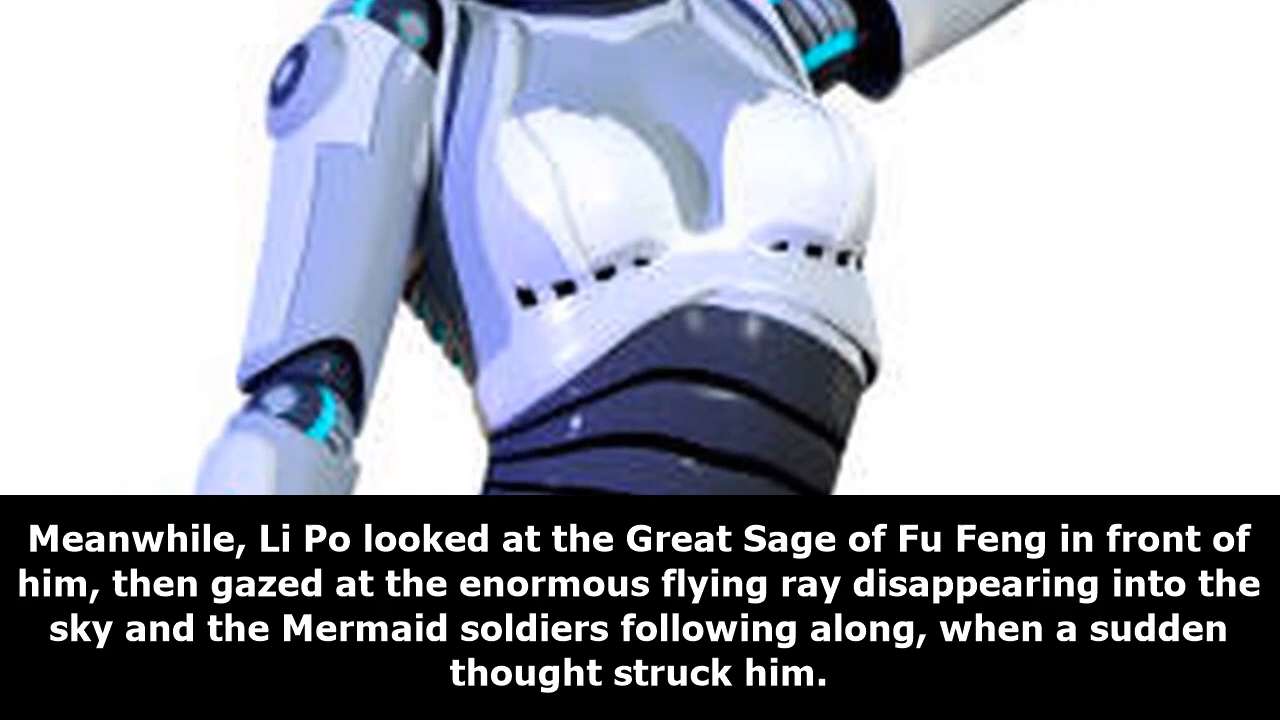 Meanwhile, Li Po looked at the Great Sage of Fu Feng in front of
him, then gazed at the enormous flying ray disappearing into the
sky and the Mermaid soldiers following along, when a sudden
thought struck him.